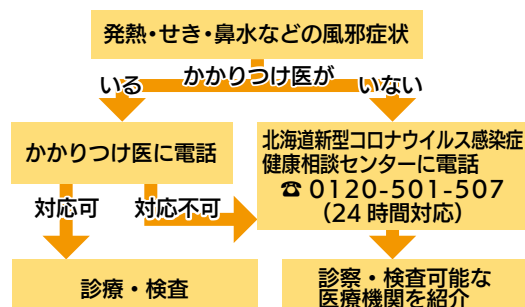 発熱・せき・鼻水などの風邪症状
かかりつけ医が
いる
いない
かかりつけ医に電話
北海道新型コロナウイルス感染症
健康相談センターに電話
☎ 0120-501-507
（24 時間対応）
対応可
対応不可
診療・検査
診察・検査可能な
医療機関を紹介